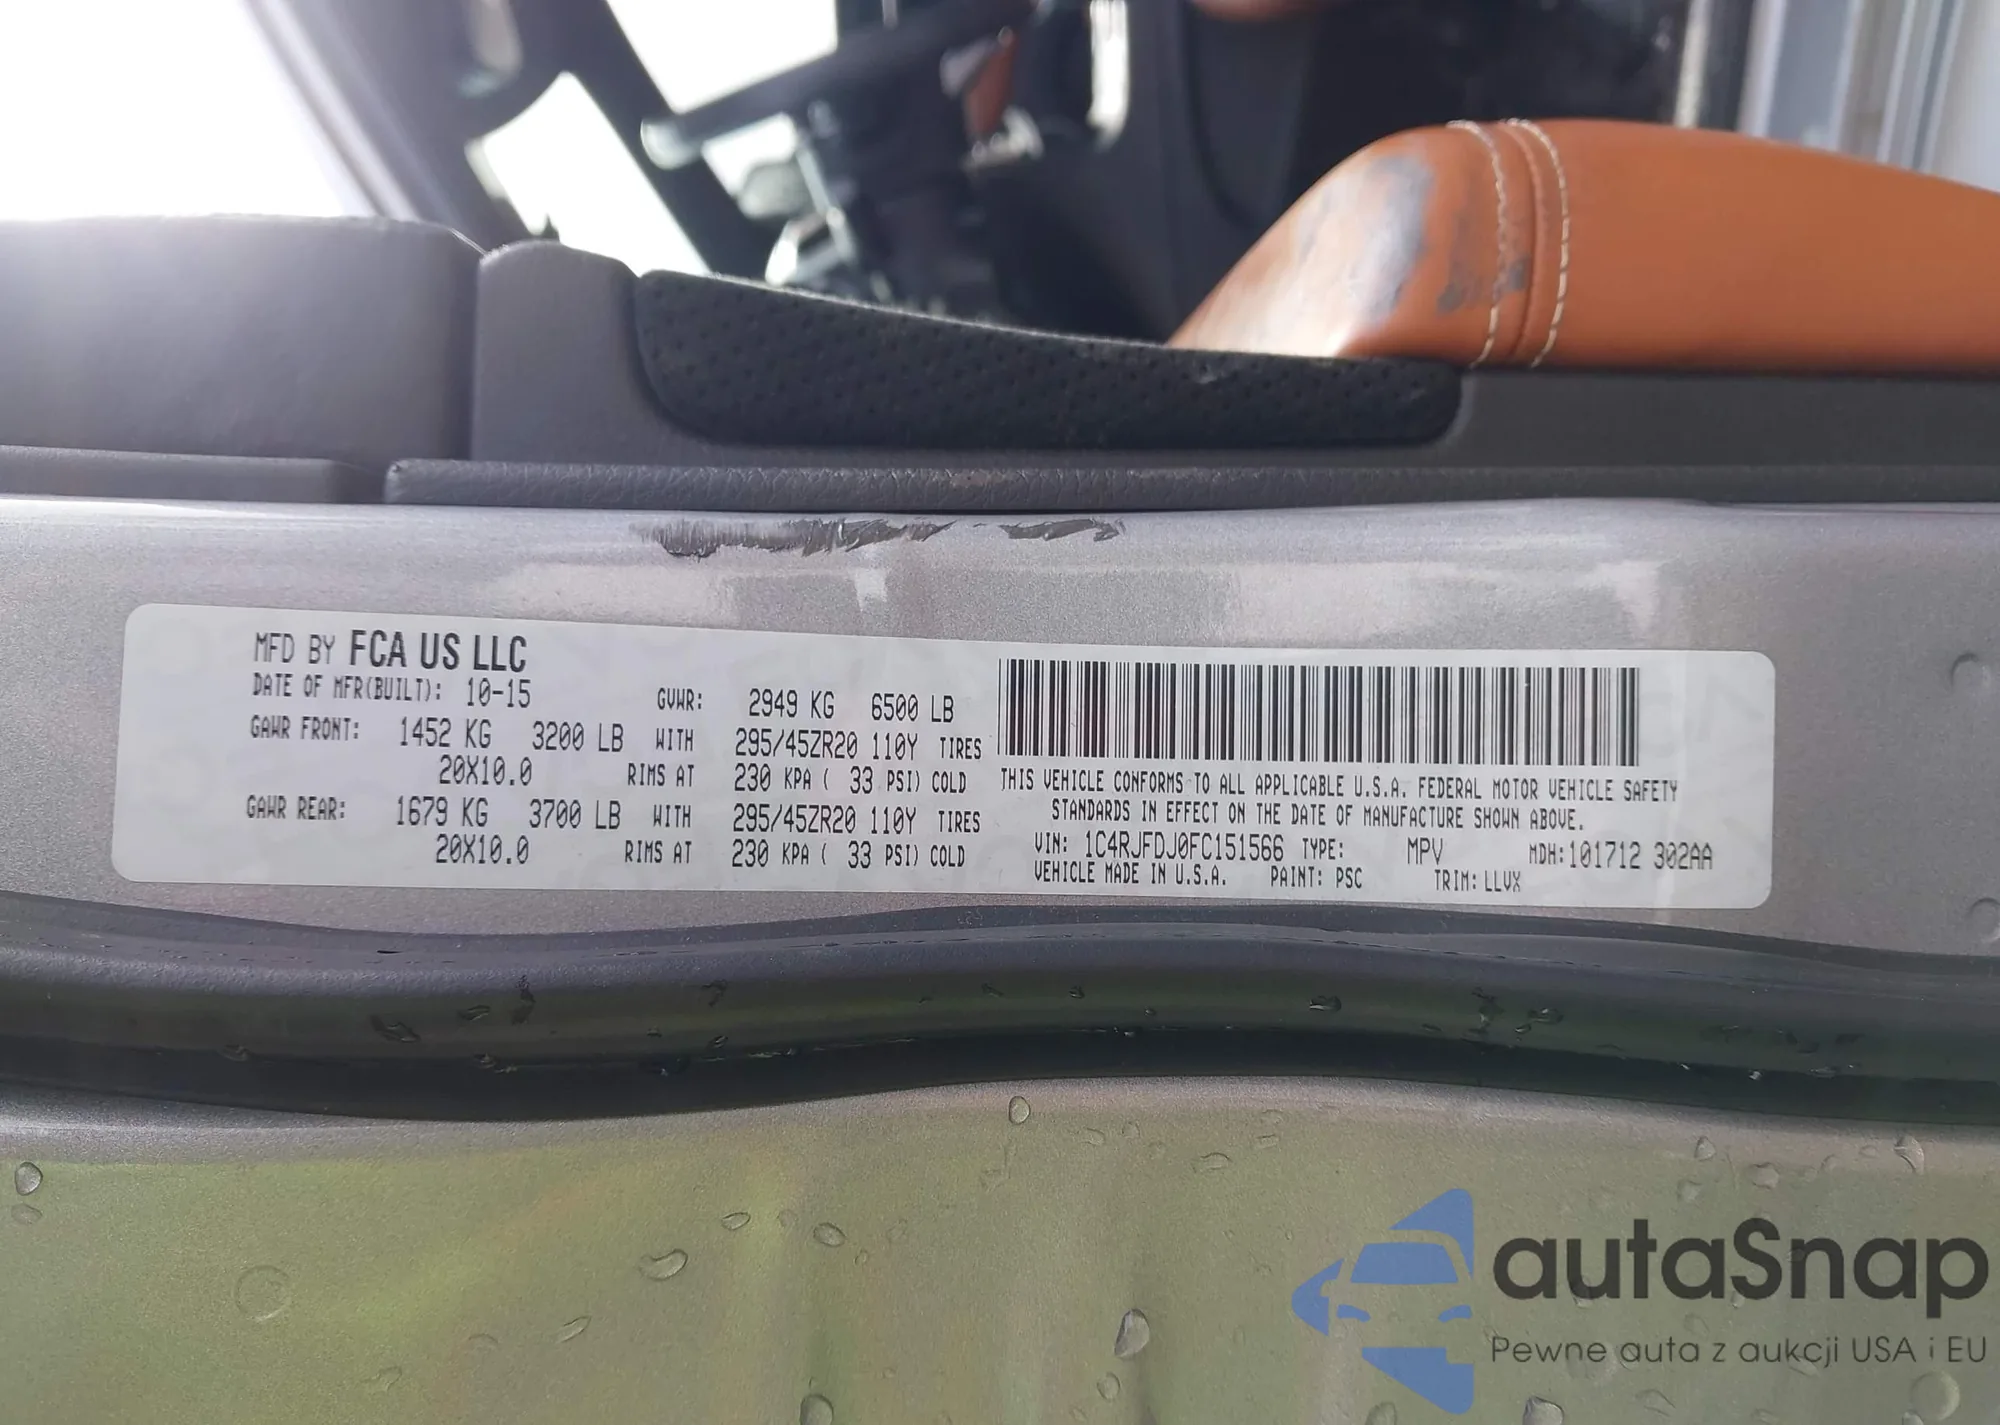 MFD BY FCA US LLC
DATE OF MFR(BUILT): 10-15 GVWR: 2949 KG 6500 LB
GAWR FRONT: 1452 KG 3200 LB WITH 295/45ZR20 110Y TIRES
20X10.0 RIMS AT 230 KPA ( 33 PSI) COLD
GAWR REAR: 1679 KG 3700 LB WITH 295/45ZR20 110Y TIRES
20X10.0 RIMS AT 230 KPA ( 33 PSI) COLD
THIS VEHICLE CONFORMS TO ALL APPLICABLE U.S.A. FEDERAL MOTOR VEHICLE SAFETY
STANDARDS IN EFFECT ON THE DATE OF MANUFACTURE SHOWN ABOVE.
VIN: 1C4RJFDJ0FC151566 TYPE: MPV MDH:101712 302AA
VEHICLE MADE IN U.S.A. PAINT: PSC TRIM: LLVX
autaSnap
Pewne auta z aukcji USA i EU